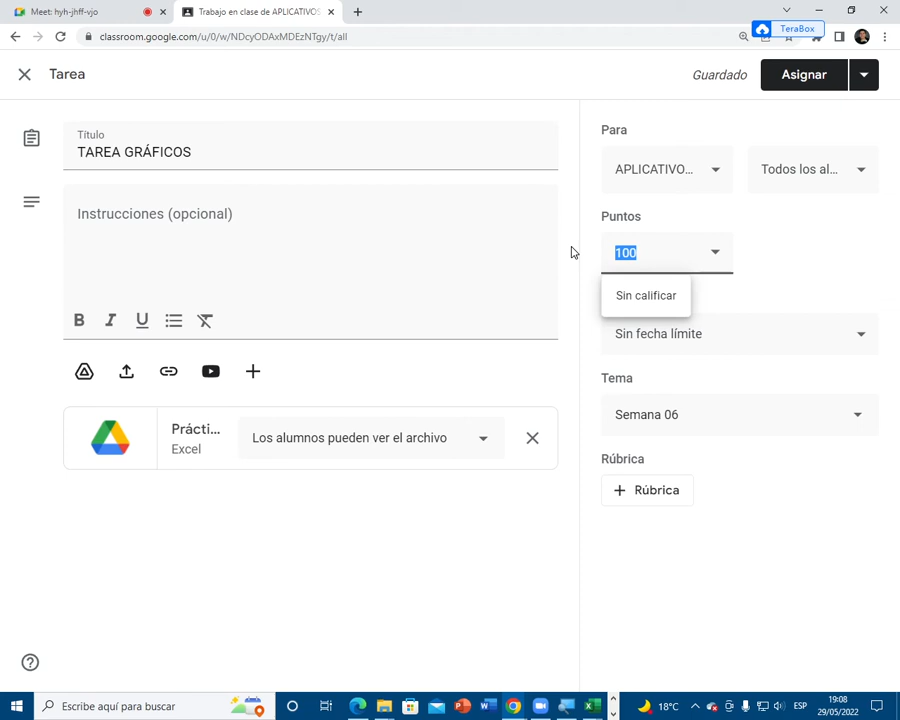 Meet: hyh-jhff-vjo
Trabajo en clase de APLICATIVOS
classroom.google.com/u/0/w/NDcyODAxMDEzNTgy/t/all
TeraBox
Tarea
Guardado
Asignar
Título
TAREA GRÁFICOS
Instrucciones (opcional)
B I U
Prácti...
Excel
Los alumnos pueden ver el archivo
Para
APLICATIVO...
Todos los al...
Puntos
100
Sin calificar
Sin fecha límite
Tema
Semana 06
Rúbrica
+ Rúbrica
Escribe aquí para buscar
18°C
ESP
19:08
29/05/2022